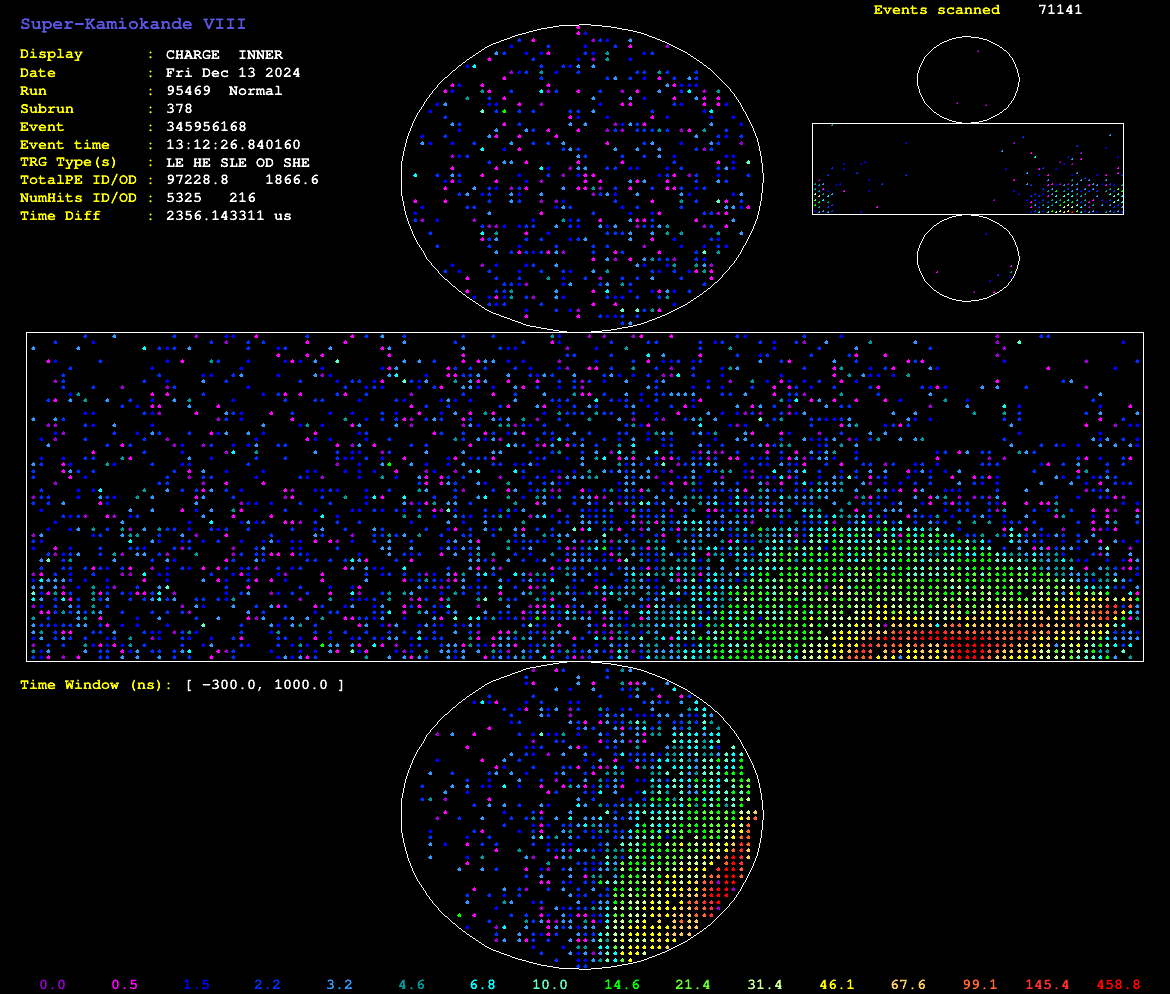 Super-Kamiokande VIII
Events scanned 71141
Display : CHARGE INNER
Date : Fri Dec 13 2024
Run : 95469 Normal
Subrun : 378
Event : 345956168
Event time : 13:12:26.840160
TRG Type(s) : LE HE SLE OD SHE
TotalPE ID/OD : 97228.8 1866.6
NumHits ID/OD : 5325 216
Time Diff : 2356.143311 us
Time Window (ns): [ -300.0, 1000.0 ]
0.0 0.5 1.5 2.2 3.2 4.6 6.8 10.0 14.6 21.4 31.4 46.1 67.6 99.1 145.4 458.8